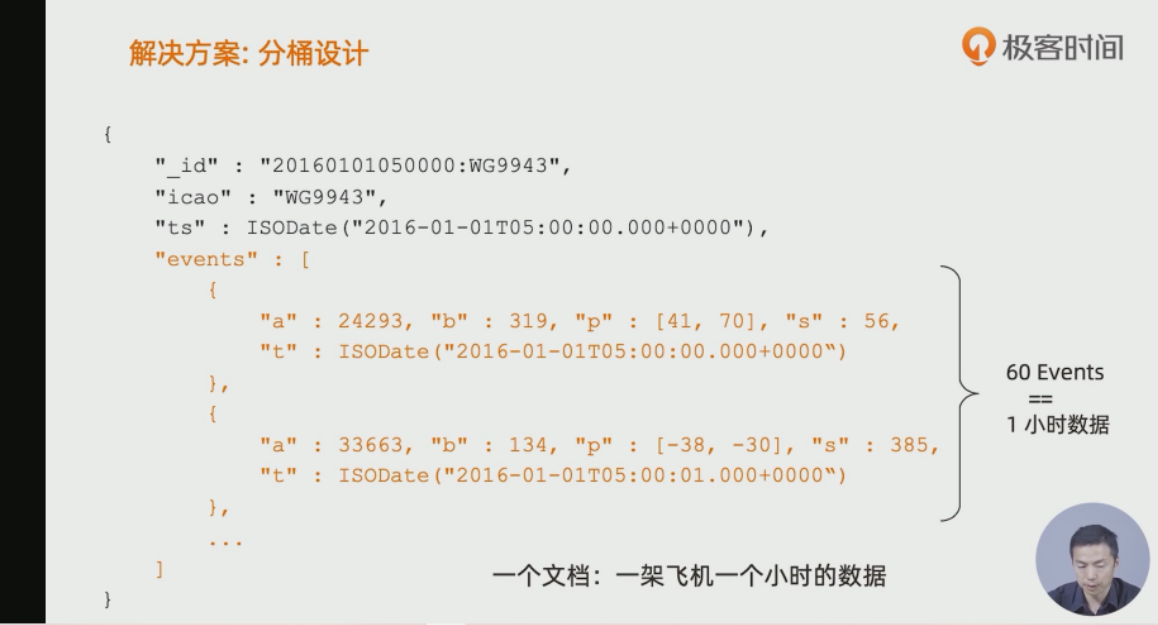 解决方案: 分桶设计
极客时间
{
"_id" : "20160101050000:WG9943",
"icao" : "WG9943",
"ts" : ISODate("2016-01-01T05:00:00.000+0000"),
"events" : [
{
"a" : 24293, "b" : 319, "p" : [41, 70], "s" : 56,
"t" : ISODate("2016-01-01T05:00:00.000+0000“)
},
{
"a" : 33663, "b" : 134, "p" : [-38, -30], "s" : 385,
"t" : ISODate("2016-01-01T05:00:01.000+0000“)
},
...
]
}
60 Events
==
1 小时数据
一个文档：一架飞机一个小时的数据